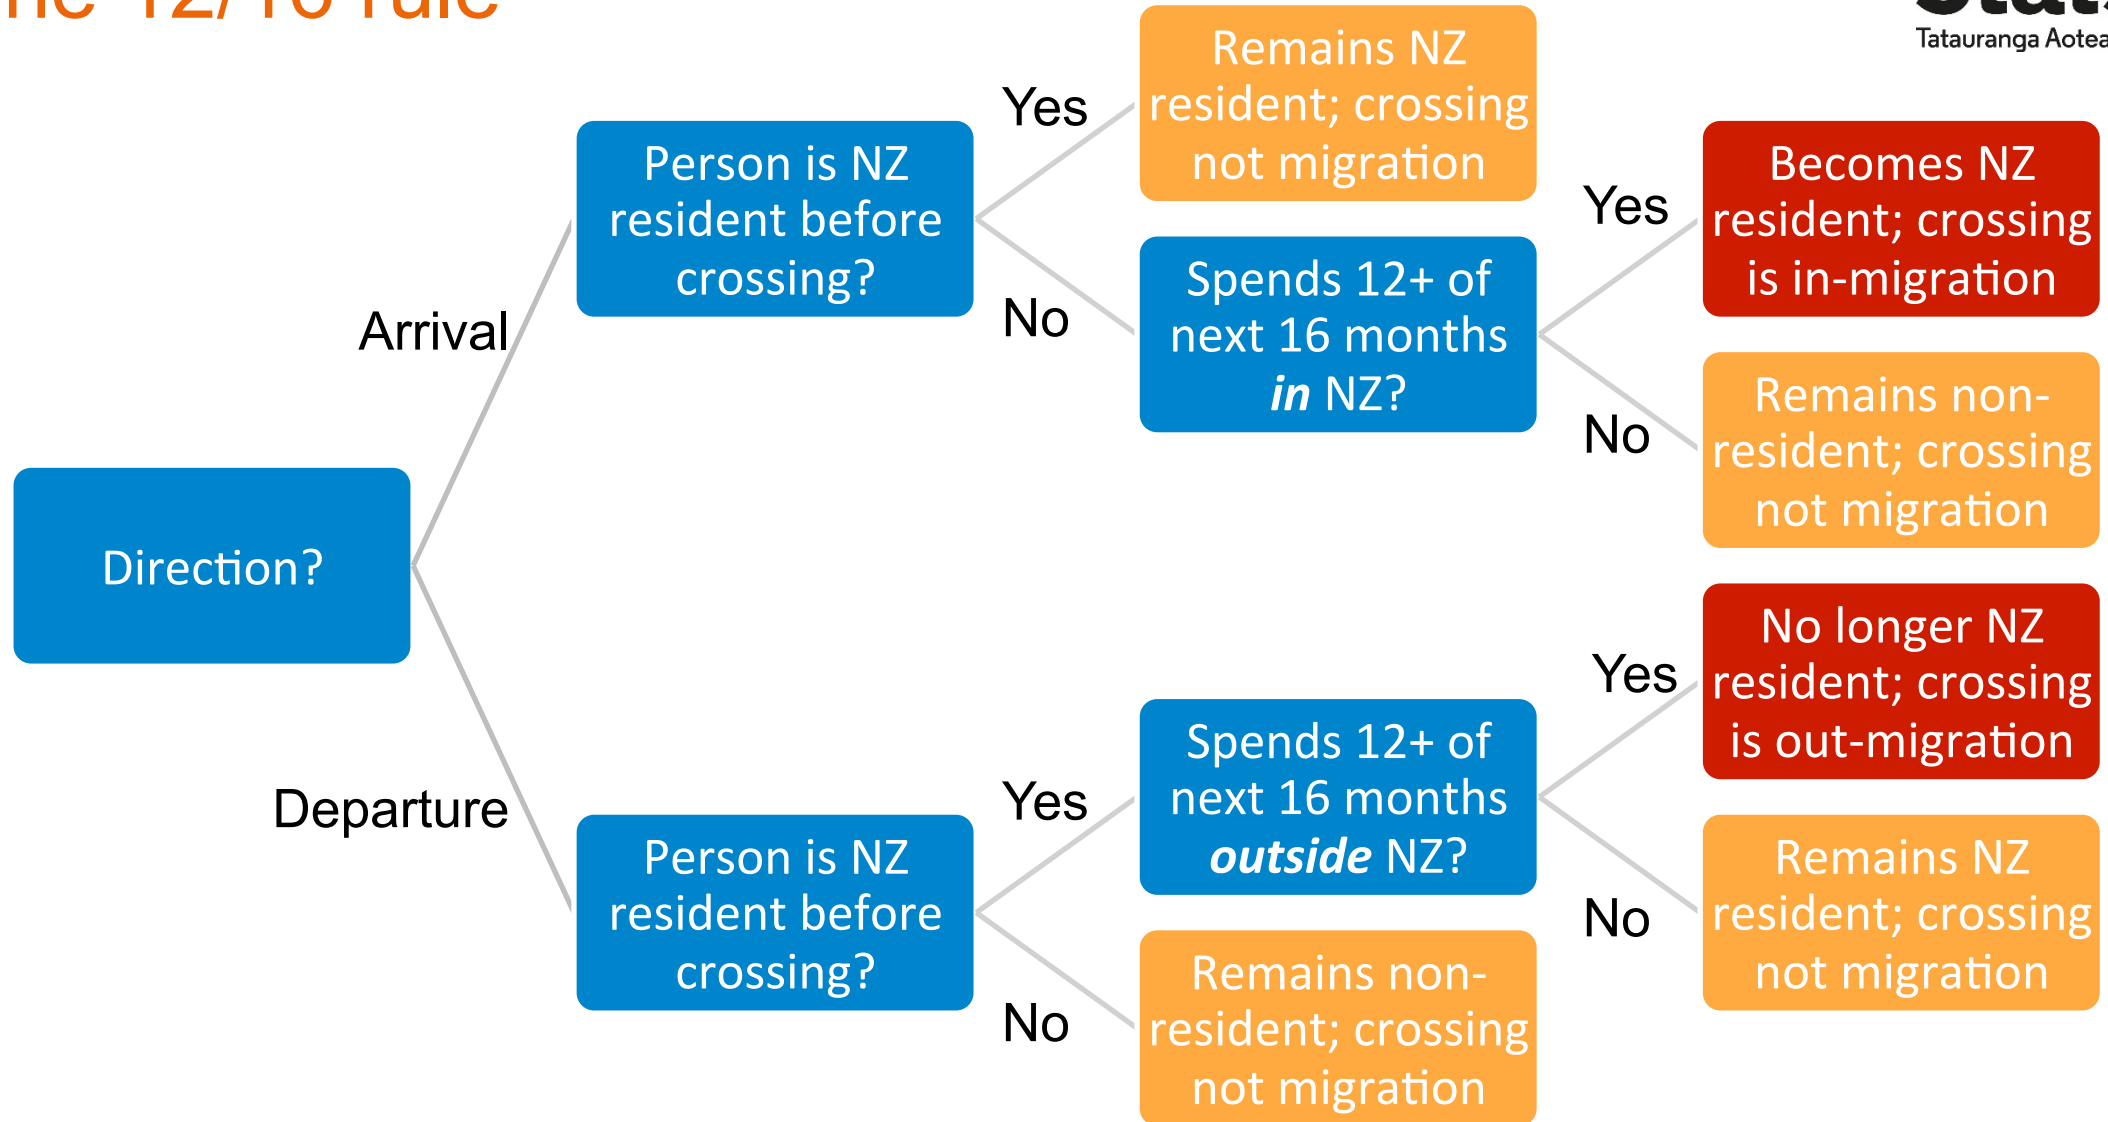 12/16 rule
Tatauranga
Direction?
Arrival
Departure
Person is NZ
resident before
crossing?
Yes
No
Remains NZ
resident; crossing
not migration
Spends 12+ of
next 16 months
in NZ?
Yes
No
Becomes NZ
resident; crossing
is in-migration
Remains non-
resident; crossing
not migration
Person is NZ
resident before
crossing?
Yes
No
Spends 12+ of
next 16 months
outside NZ?
Remains non-
resident; crossing
not migration
Yes
No
No longer NZ
resident; crossing
is out-migration
Remains NZ
resident; crossing
not migration